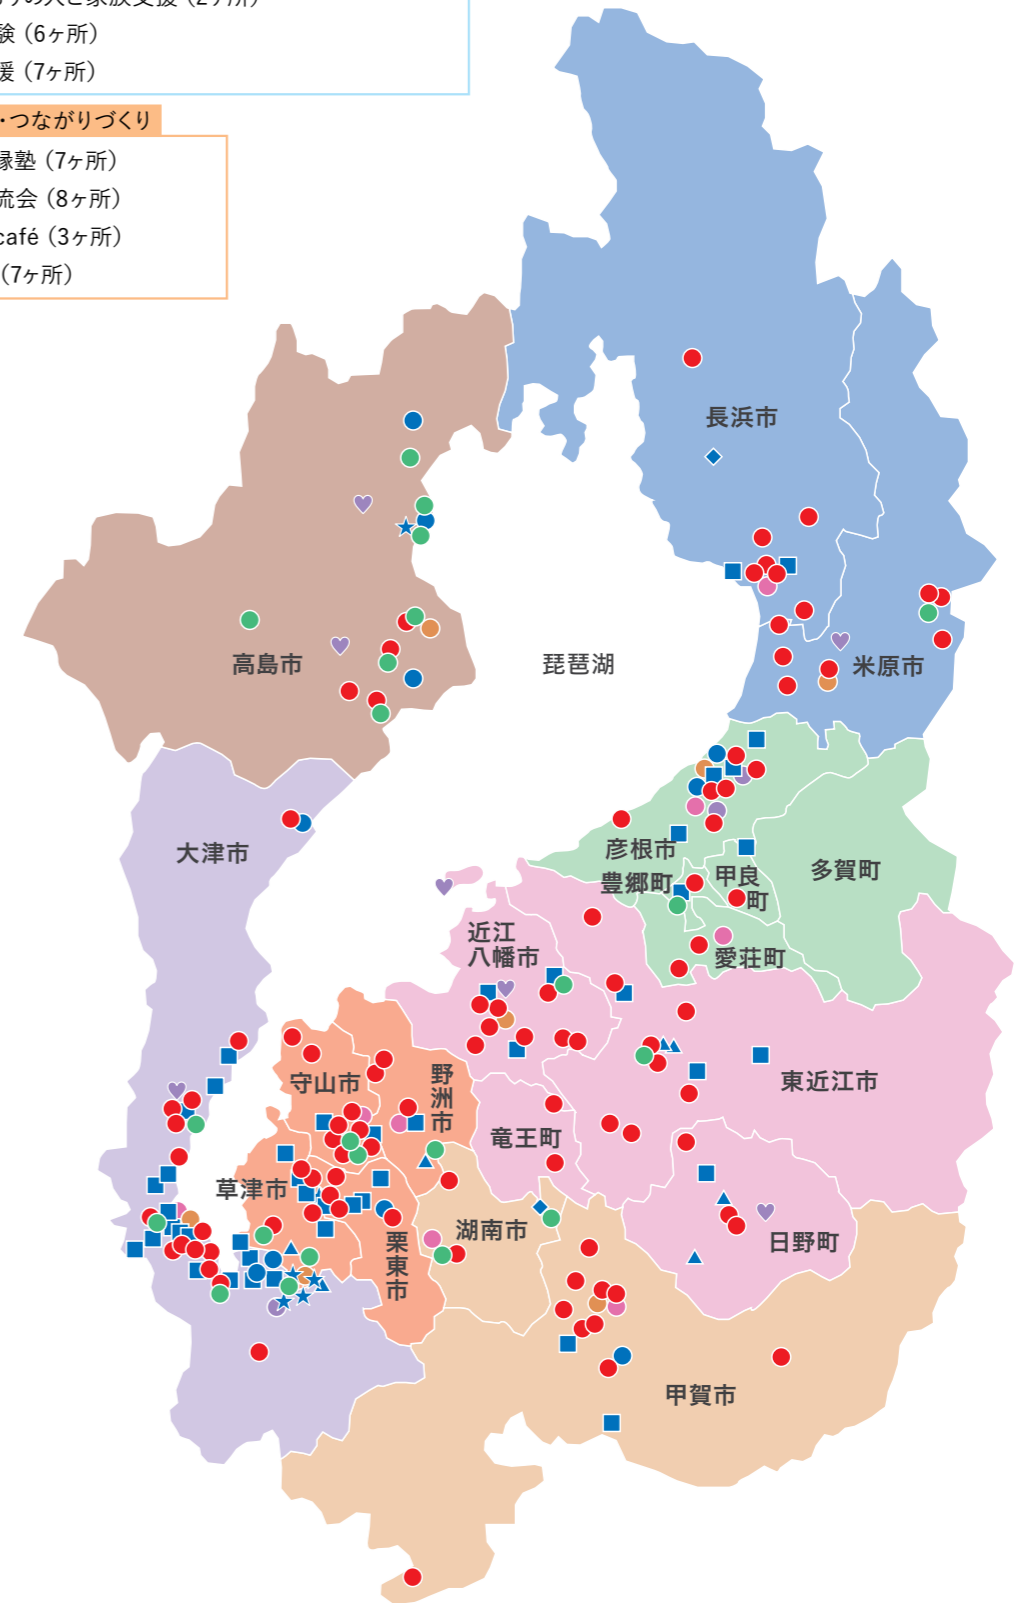 験（6ヶ所）
援（7ヶ所）
・つながりづくり
縁塾（7ヶ所）
流会（8ヶ所）
café（3ヶ所）
（7ヶ所）
長浜市
高島市
琵琶湖
米原市
大津市
彦根市
豊郷町
甲良
町
多賀町
愛荘町
近江
八幡市
東近江市
守山市
野洲市
竜王町
草津市
湖南市
栗東市
日野町
甲賀市